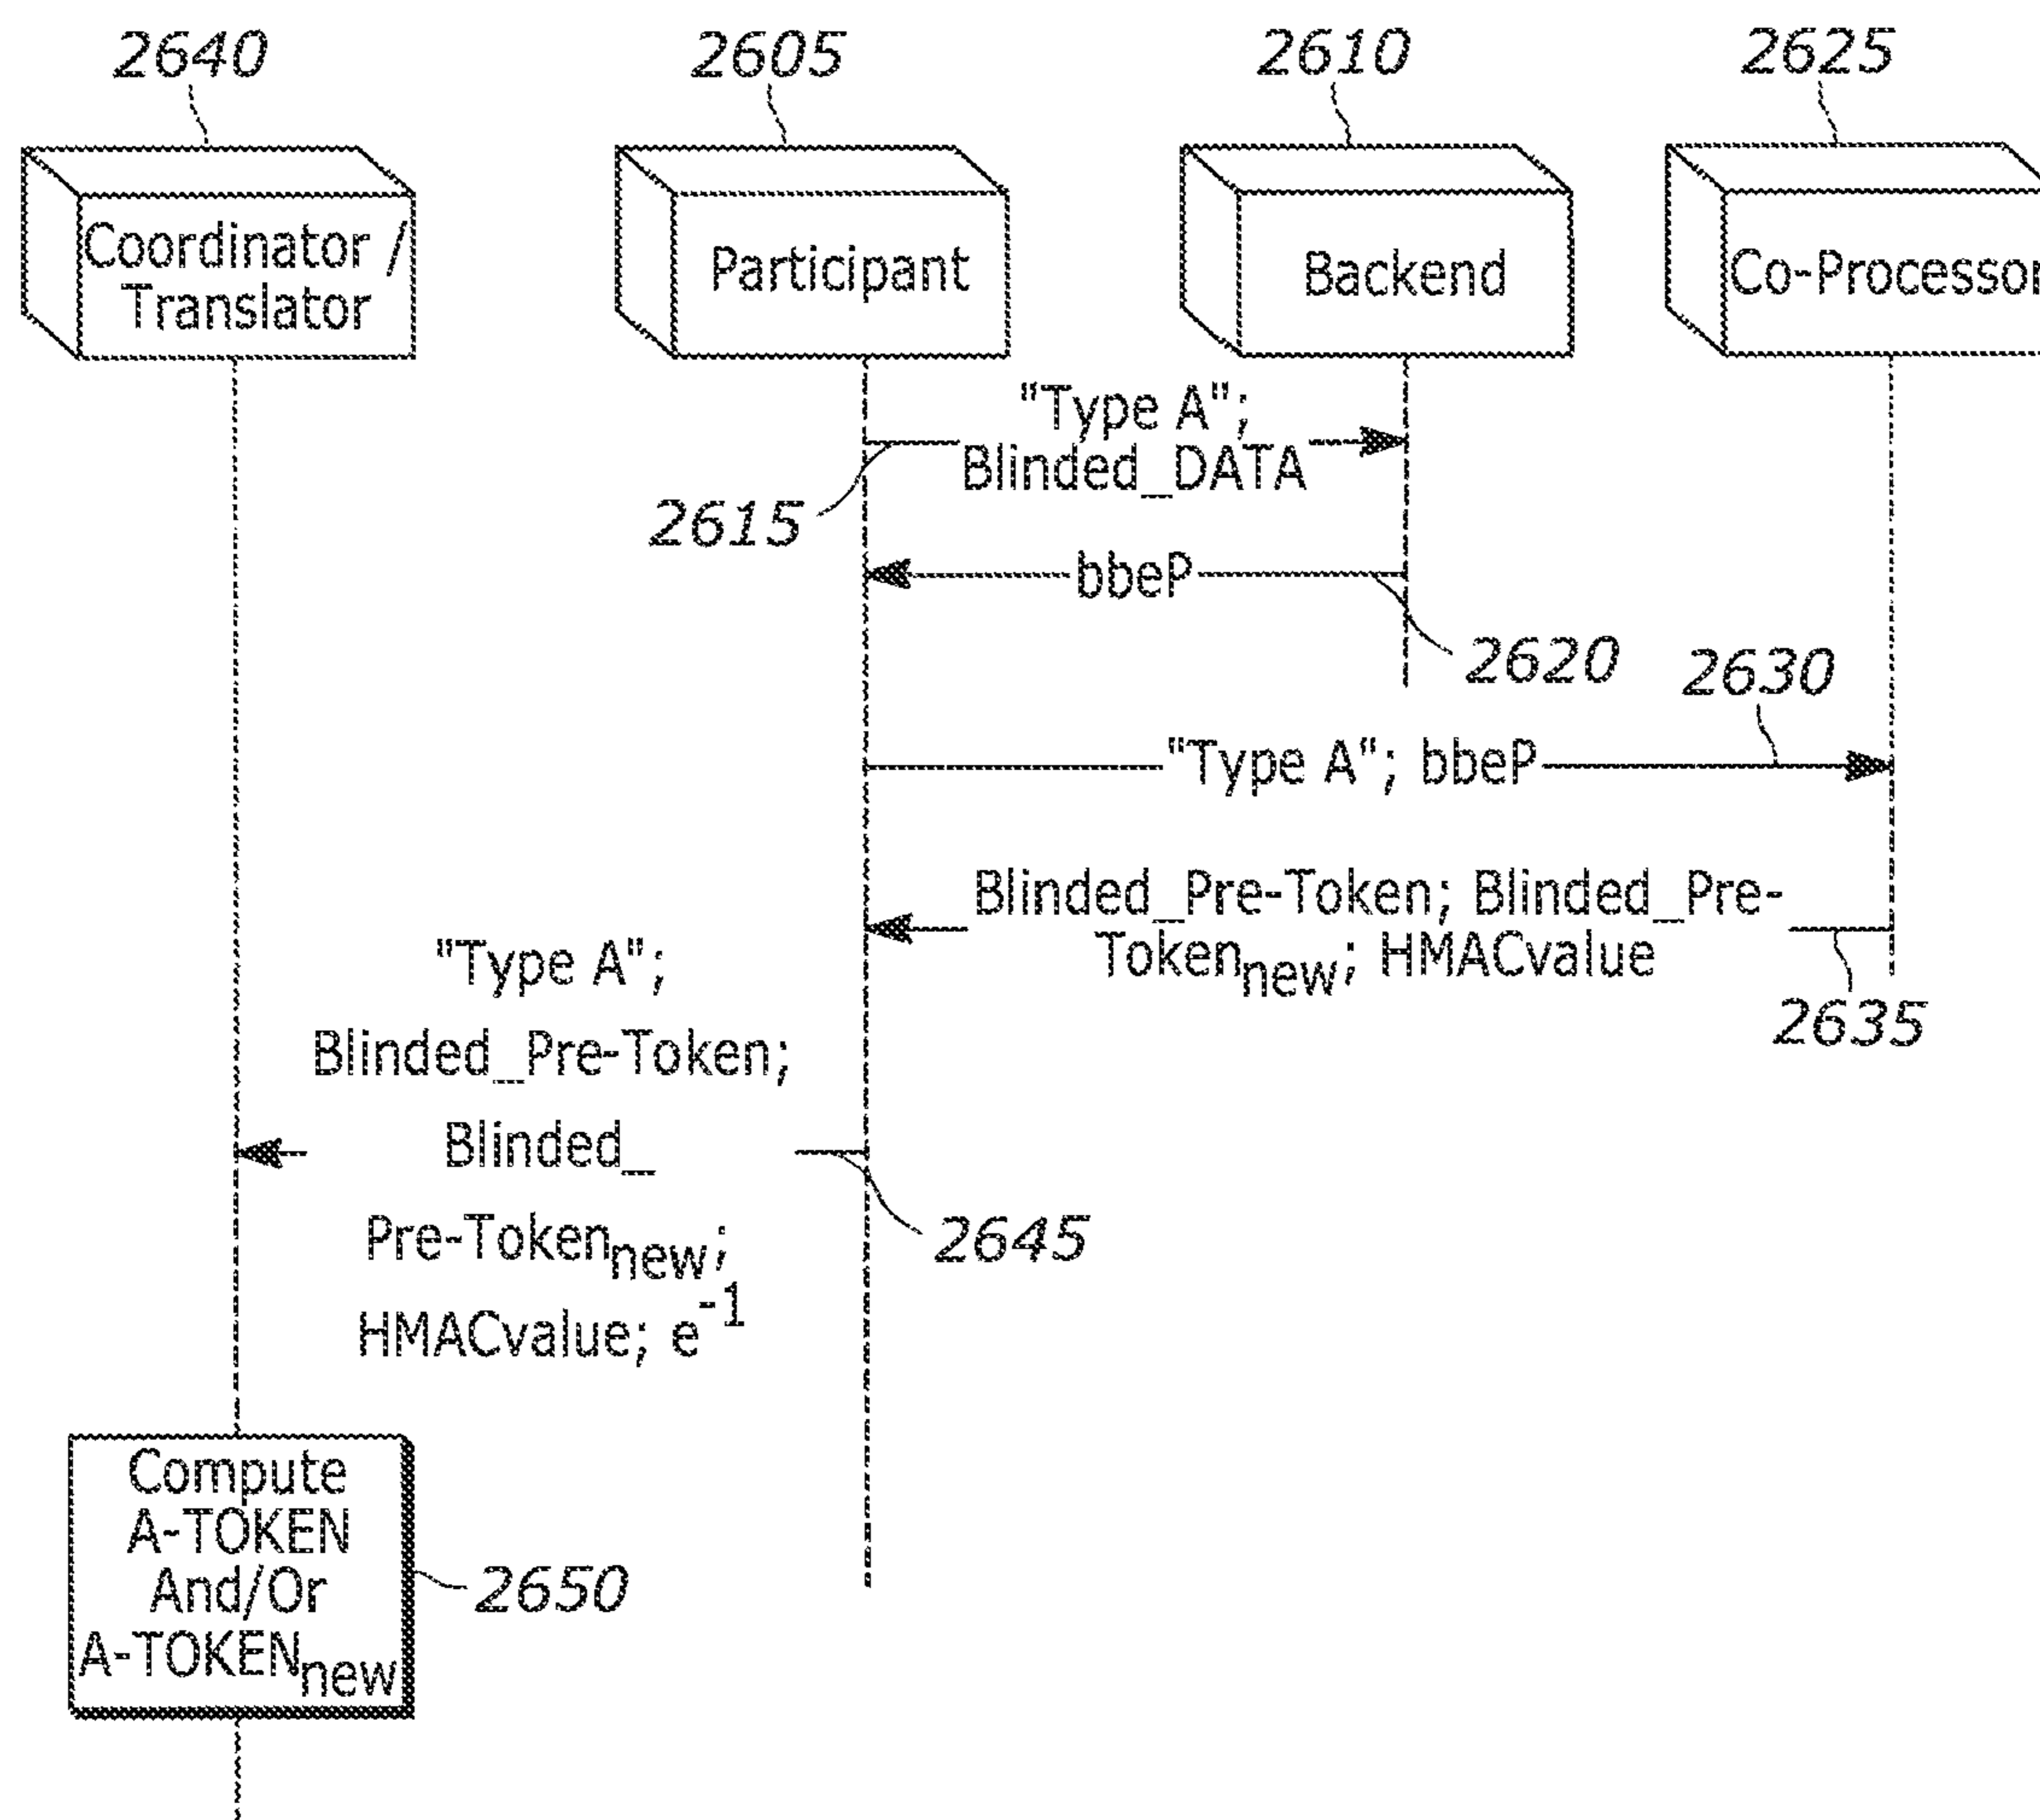 2640
2605
2610
2625
Coordinator /
Translator
Participant
Backend
Co-Processor
"Type A";
Blinded_DATA
2615
bbeP
2620
2630
"Type A"; bbeP
Blinded_Pre-Token; Blinded_Pre-
Tokennew; HMACvalue
2635
"Type A";
Blinded_Pre-Token;
Blinded_
Pre-Tokennew;
HMACvalue; e-1
2645
Compute
A-TOKEN
And/Or
A-TOKENnew
2650